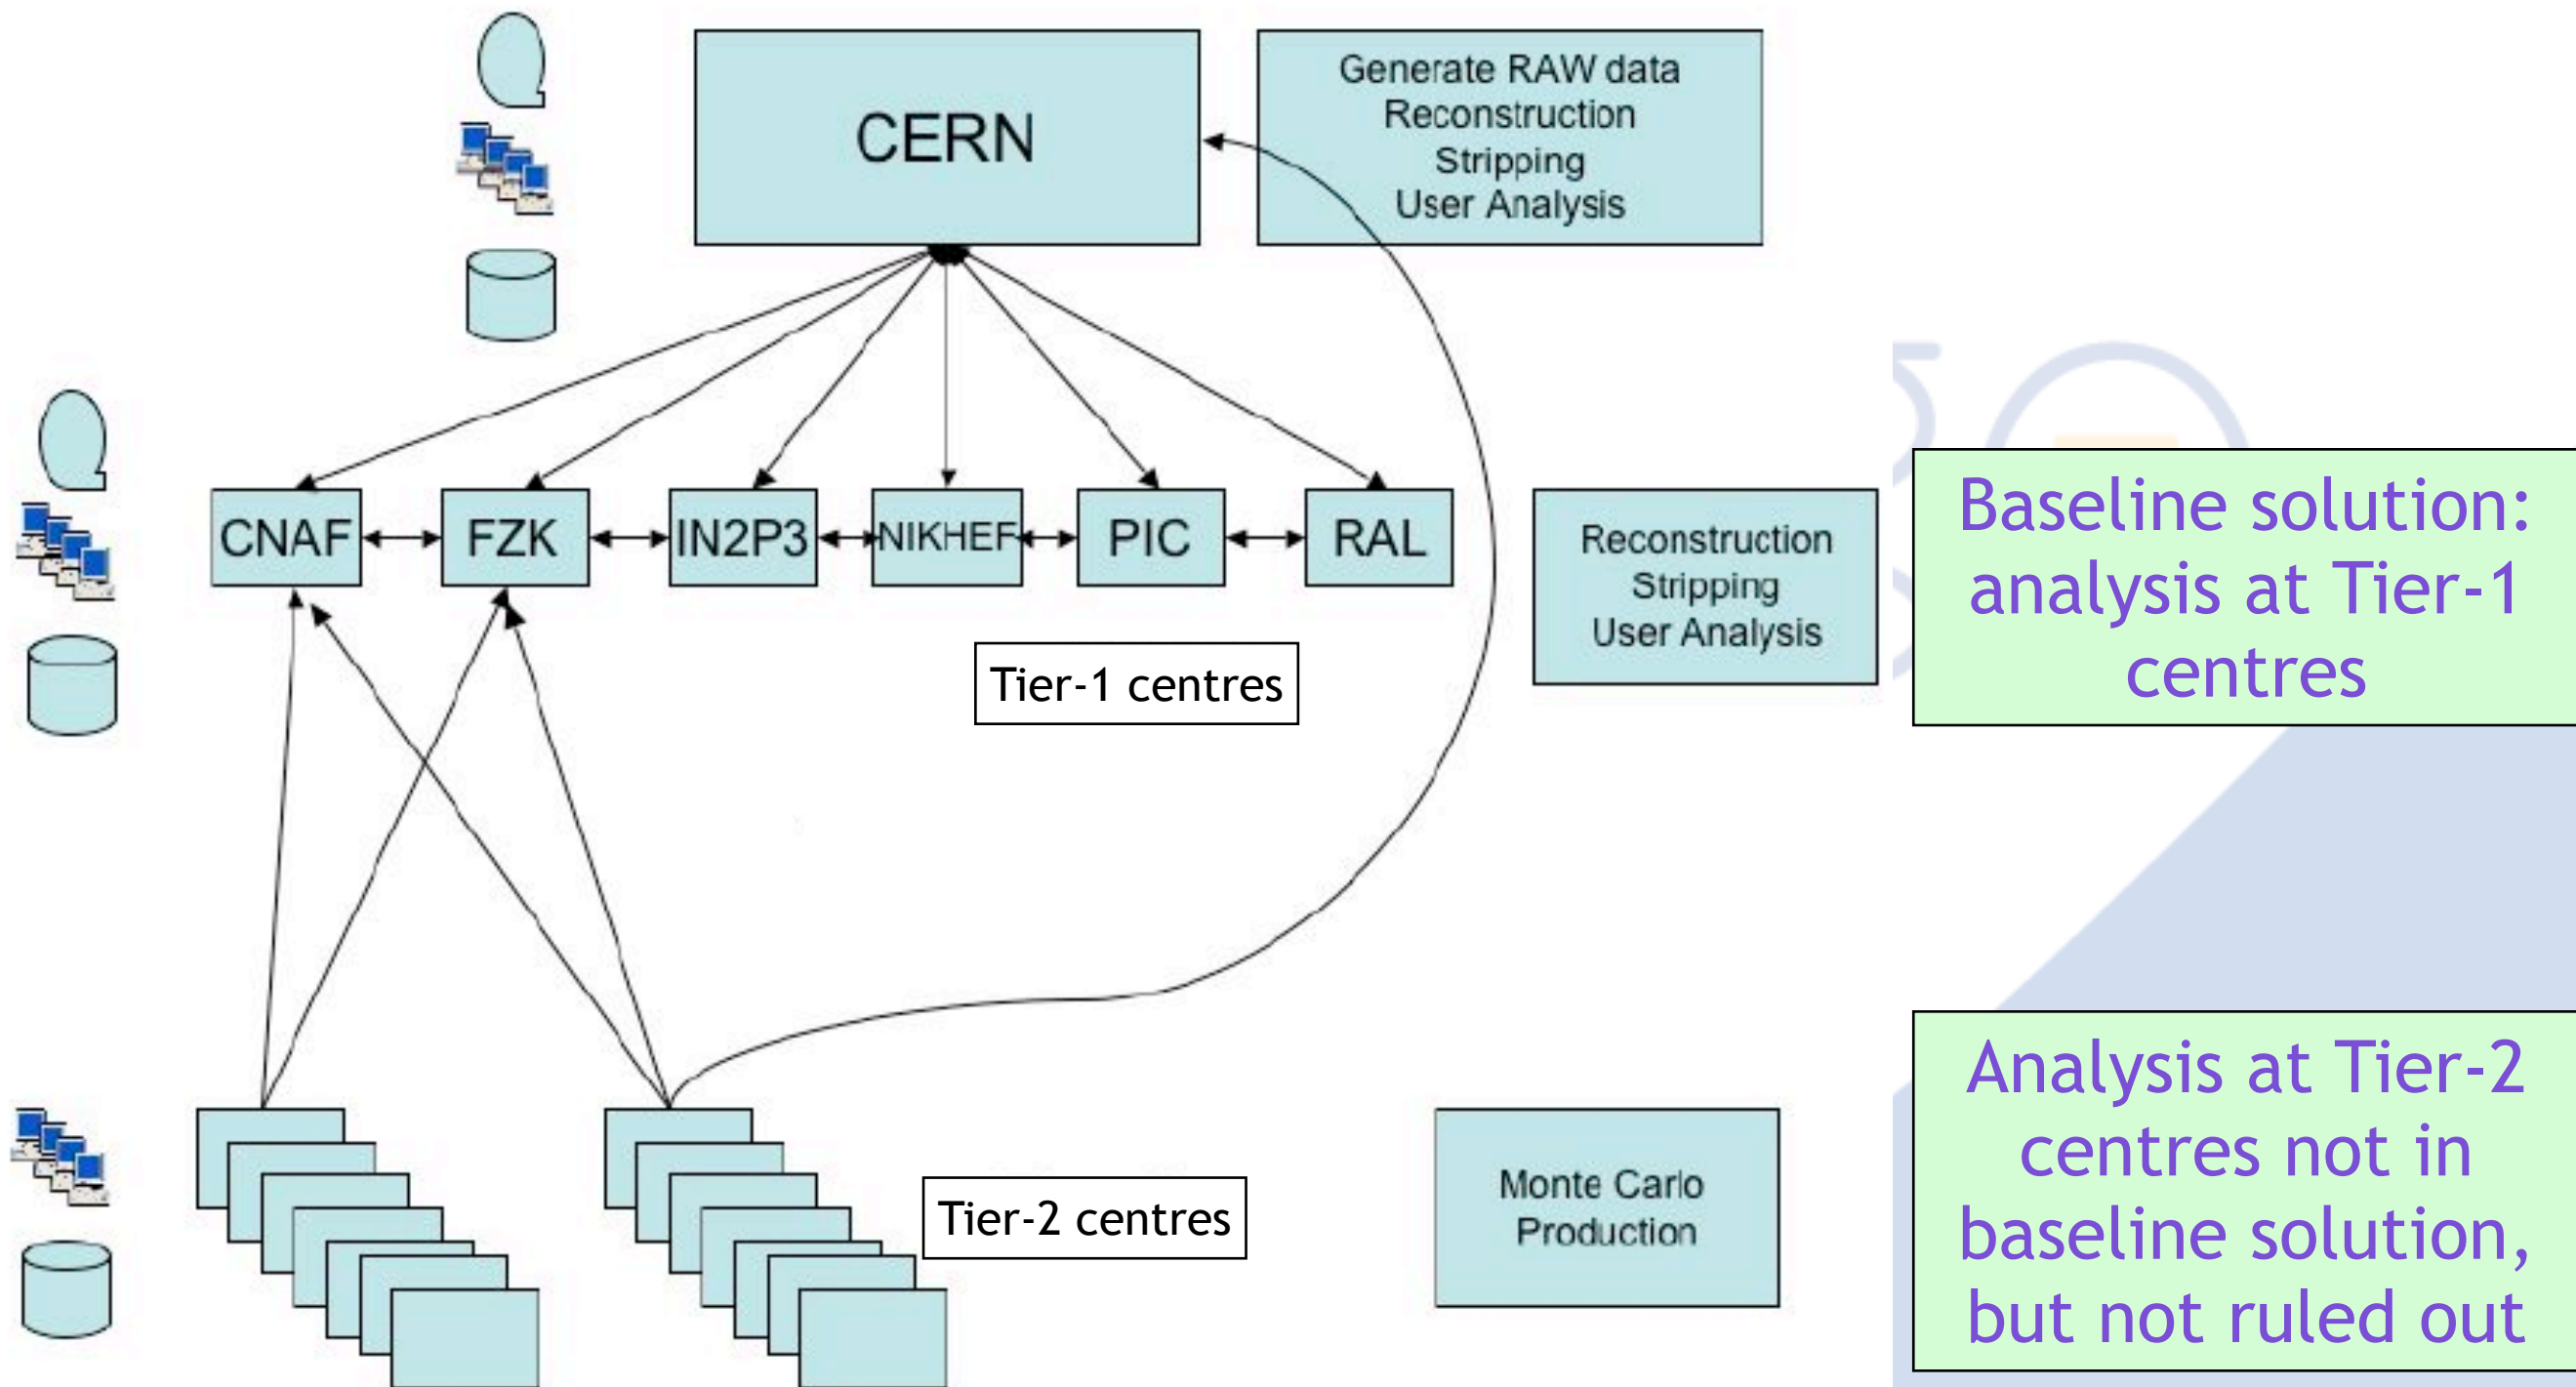 CERN
Generate RAW data
Reconstruction
Stripping
User Analysis
CNAF
FZK
IN2P3
NIKHEF
PIC
RAL
Reconstruction
Stripping
User Analysis
Baseline solution:
analysis at Tier-1
centres
Tier-1 centres
Tier-2 centres
Monte Carlo
Production
Analysis at Tier-2
centres not in
baseline solution,
but not ruled out